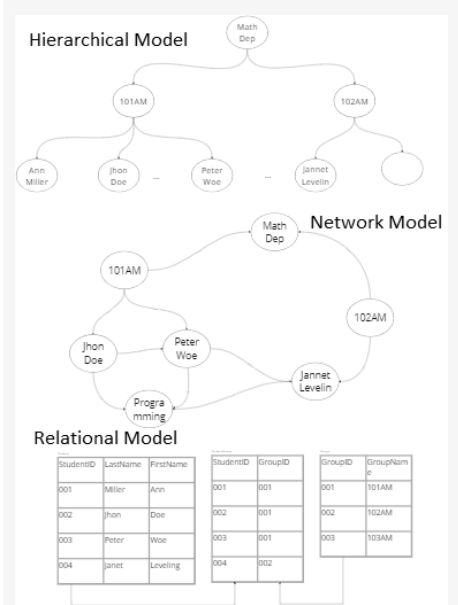 Hierarchical Model
Math
Dep
101AM
102AM
Ann
Miller
Jhon
Doe
...
Peter
Woe
...
Jannet
Levelin
Network Model
Math
Dep
101AM
102AM
Jhon
Doe
Peter
Woe
Jannet
Levelin
Progra
mming
Relational Model
StudentID LastName FirstName
001 Miller Ann
002 Jhon Doe
003 Peter Woe
004 Janet Leveling
StudentID GroupID
001 001
002 001
003 001
004 002
GroupID GroupNam
e
001 101AM
002 102AM
003 103AM